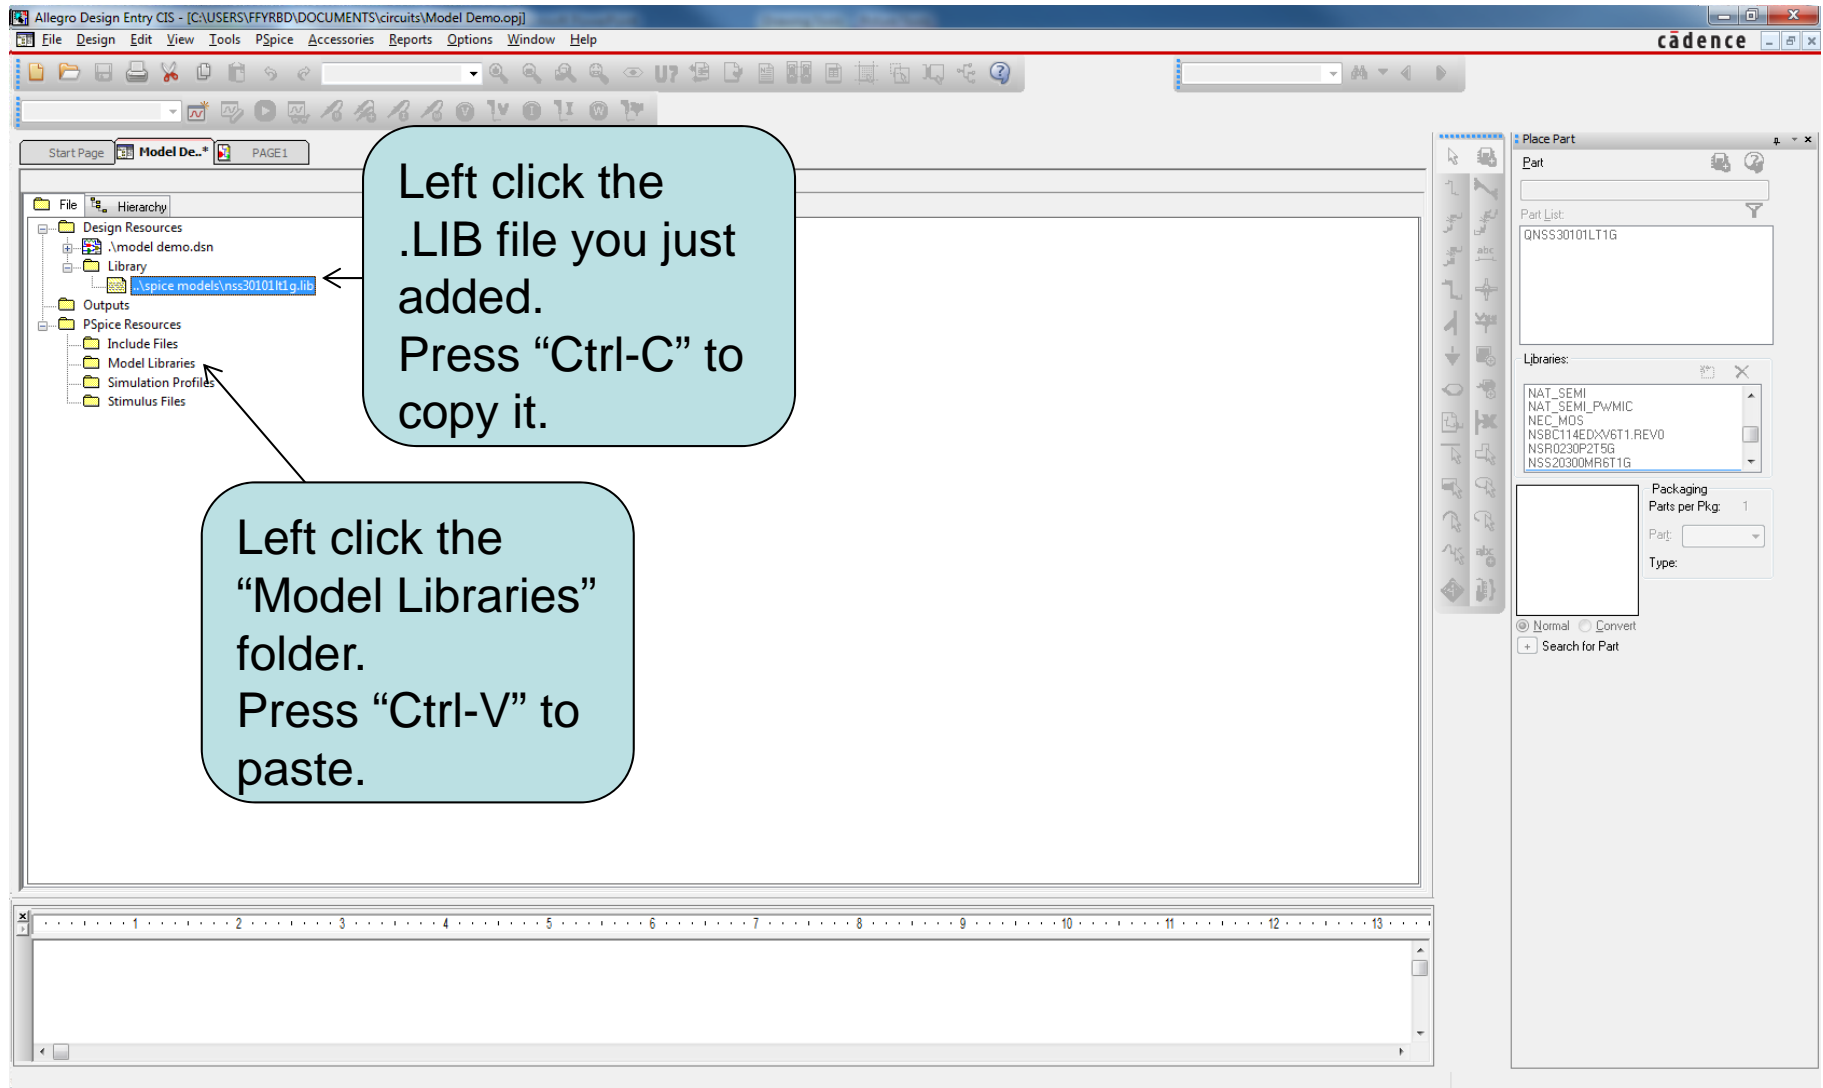 Allegro Design Entry CIS - [C:\USERS\FFYRBD\DOCUMENTS\circuits\Model Demo.opj]
File Design Edit View Tools PSpice Accessories Reports Options Window Help
cādence
U?
V
I
W
Start Page
Model De..*
PAGE1
File
Hierarchy
Design Resources
.\model demo.dsn
Library
..\spice models\nss30101lt1g.lib
Outputs
PSpice Resources
Include Files
Model Libraries
Simulation Profiles
Stimulus Files
Left click the
.LIB file you just
added.
Press “Ctrl-C” to
copy it.
Left click the
“Model Libraries”
folder.
Press “Ctrl-V” to
paste.
abc
abc
Place Part
Part
Part List:
QNSS30101LT1G
Libraries:
NAT_SEMI
NAT_SEMI_PWMIC
NEC_MOS
NSBC114EDXV6T1.REV0
NSR0230P2T5G
NSS20300MR6T1G
Packaging
Parts per Pkg: 1
Part:
Type:
Normal Convert
+ Search for Part
1 2 3 4 5 6 7 8 9 10 11 12 13